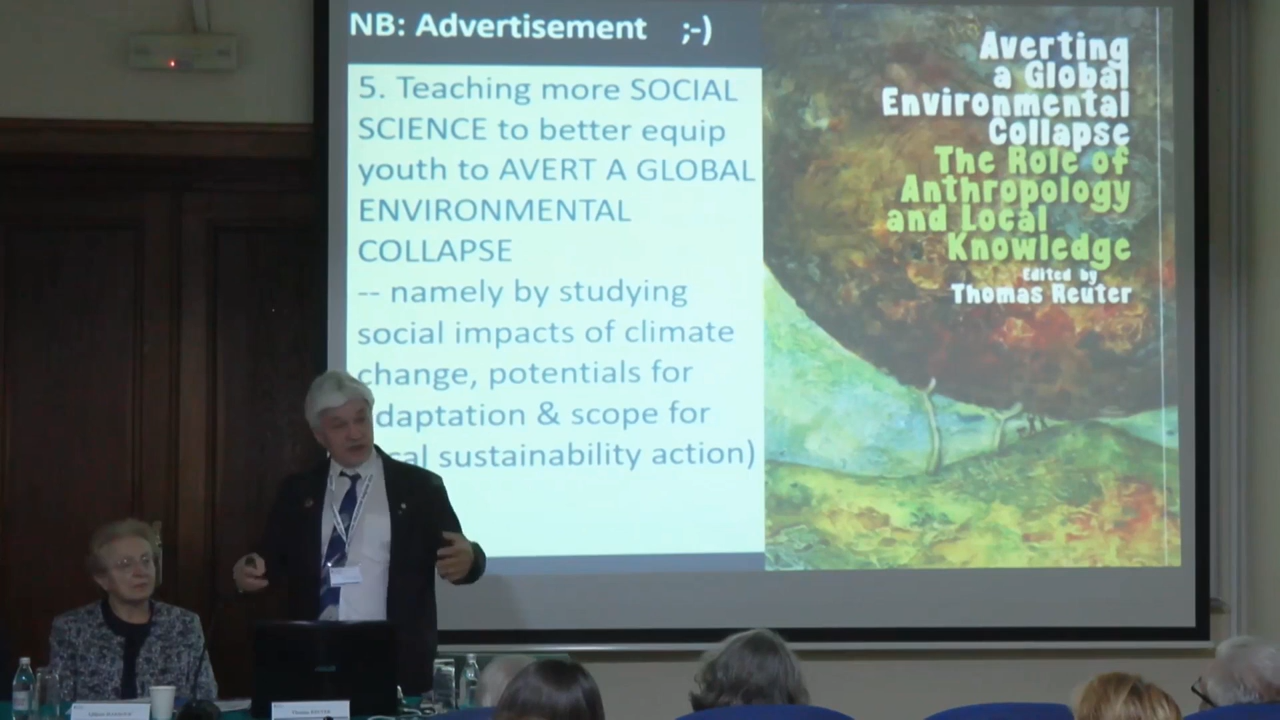 NB: Advertisement ;-)
5. Teaching more SOCIAL
SCIENCE to better equip
youth to AVERT A GLOBAL
ENVIRONMENTAL
COLLAPSE
-- namely by studying
social impacts of climate
change, potentials for
daptation & scope for
cal sustainability action)
Averting
a Global
Environmental
Collapse
The Role of
Anthropology
and Local
Knowledge
Edited by
Thomas Reuter